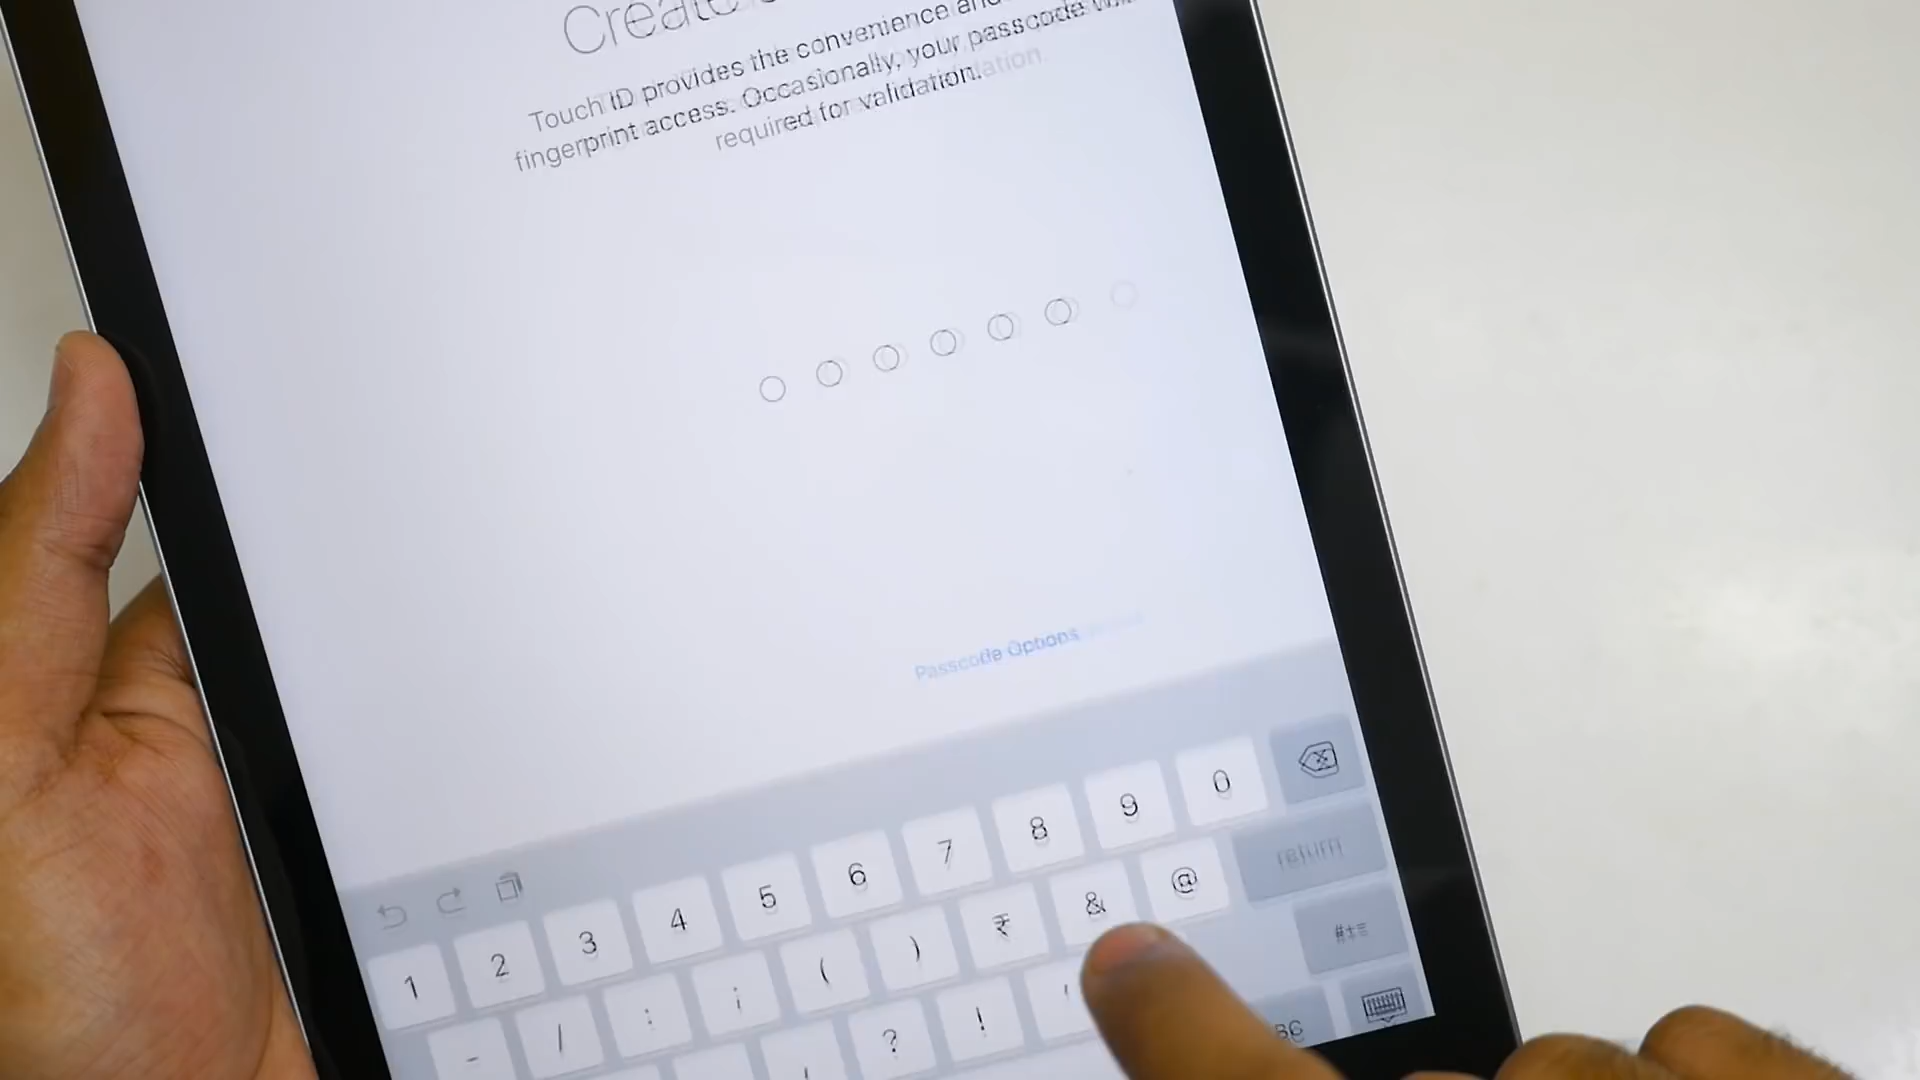 Create
Touch ID provides the convenience and
fingerprint access. Occasionally, your passcode will
required for validation.
Passcode Options
1 2 3 4 5 6 7 8 9 0
- / : ; ( ) ₹ & @ return
? ! ' #+=
BC